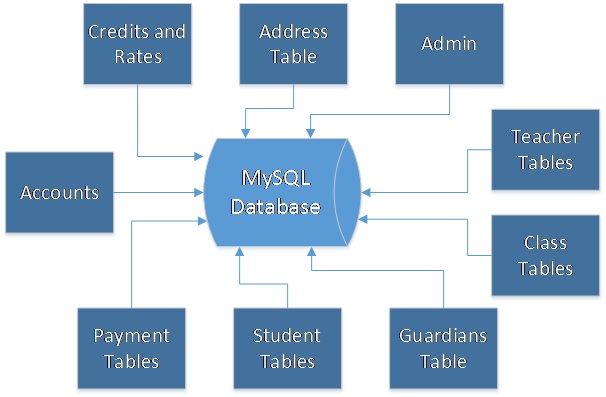 Credits and
Rates
Address
Table
Admin
Teacher
Tables
Accounts
MySQL
Database
Class
Tables
Payment
Tables
Student
Tables
Guardians
Table